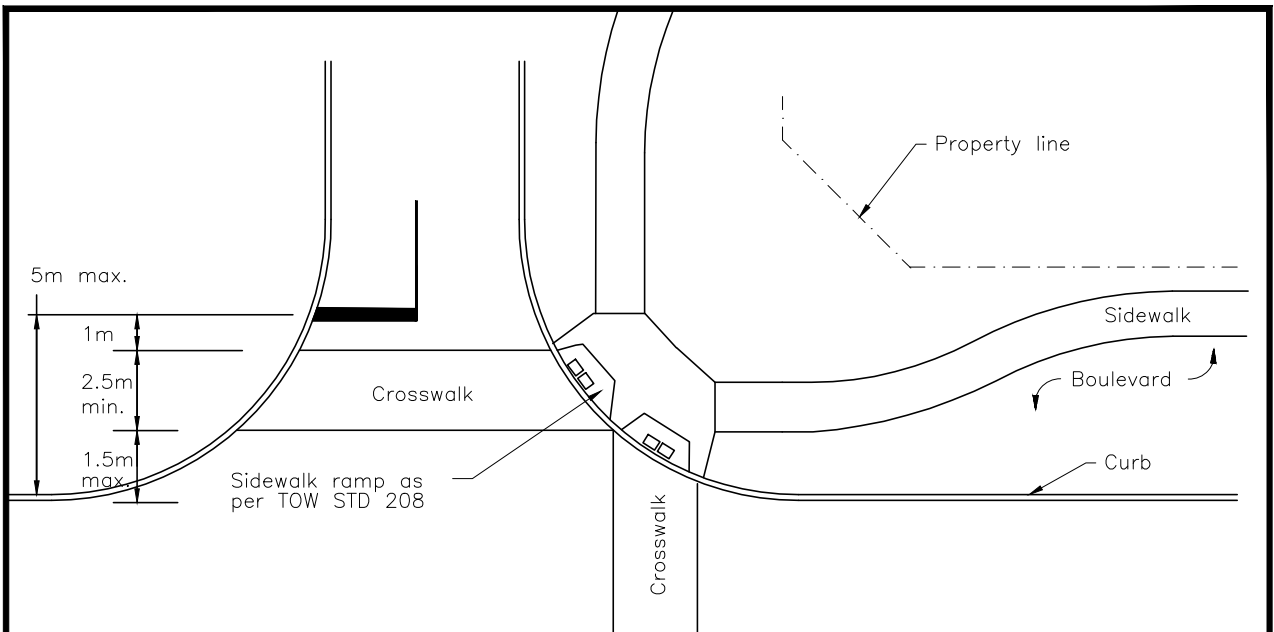 Property line
5m max.
1m
Sidewalk
2.5m
min.
Crosswalk
Boulevard
1.5m
max.
Sidewalk ramp as
per TOW STD 208
Curb
Crosswalk